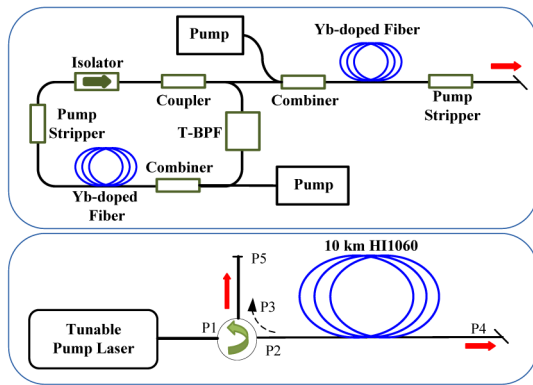 Pump
Yb-doped Fiber
Isolator
Coupler
Combiner
Pump
Stripper
Pump
Stripper
T-BPF
Combiner
Yb-doped
Fiber
Pump
10 km HI1060
P5
P3
P4
P1
P2
Tunable
Pump Laser